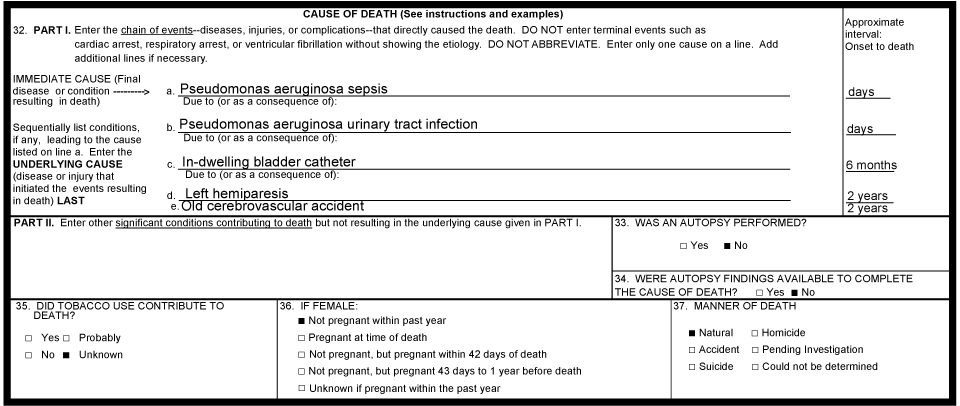 CAUSE OF DEATH (See instructions and examples)
32. PART I. Enter the chain of events--diseases, injuries, or complications--that directly caused the death. DO NOT enter terminal events such as
cardiac arrest, respiratory arrest, or ventricular fibrillation without showing the etiology. DO NOT ABBREVIATE. Enter only one cause on a line. Add
additional lines if necessary.
Approximate
interval:
Onset to death
IMMEDIATE CAUSE (Final
disease or condition --------->
resulting in death)
a. Pseudomonas aeruginosa sepsis
Due to (or as a consequence of):
days
Sequentially list conditions,
if any, leading to the cause
listed on line a. Enter the
UNDERLYING CAUSE
(disease or injury that
initiated the events resulting
in death) LAST
b. Pseudomonas aeruginosa urinary tract infection
Due to (or as a consequence of):
days
c. In-dwelling bladder catheter
Due to (or as a consequence of):
6 months
d. Left hemiparesis
2 years
e. Old cerebrovascular accident
2 years
PART II. Enter other significant conditions contributing to death but not resulting in the underlying cause given in PART I.
33. WAS AN AUTOPSY PERFORMED?
□ Yes ■ No
34. WERE AUTOPSY FINDINGS AVAILABLE TO COMPLETE
THE CAUSE OF DEATH? □ Yes ■ No
35. DID TOBACCO USE CONTRIBUTE TO
DEATH?
□ Yes □ Probably
□ No ■ Unknown
36. IF FEMALE:
■ Not pregnant within past year
□ Pregnant at time of death
□ Not pregnant, but pregnant within 42 days of death
□ Not pregnant, but pregnant 43 days to 1 year before death
□ Unknown if pregnant within the past year
37. MANNER OF DEATH
■ Natural □ Homicide
□ Accident □ Pending Investigation
□ Suicide □ Could not be determined